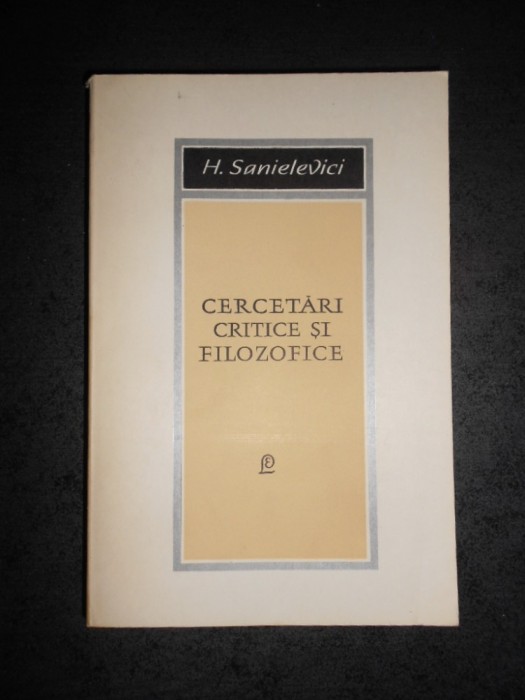 H. Sanielevici
CERCETĂRI
CRITICE ȘI
FILOZOFICE